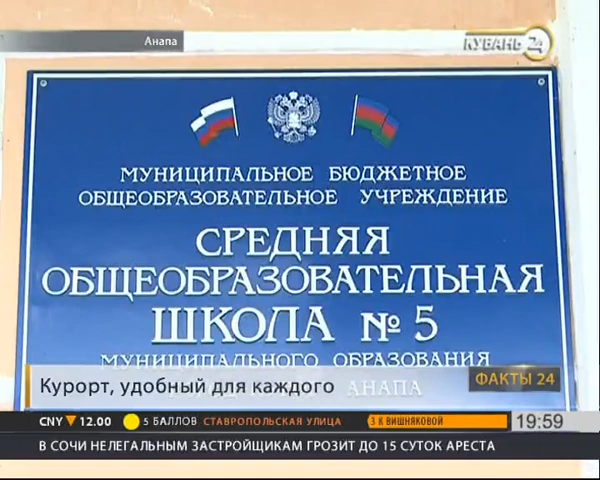 Анапа
КУБАНЬ 24
МУНИЦИПАЛЬНОЕ БЮДЖЕТНОЕ
ОБЩЕОБРАЗОВАТЕЛЬНОЕ УЧРЕЖДЕНИЕ
СРЕДНЯЯ
ОБЩЕОБРАЗОВАТЕЛЬНАЯ
ШКОЛА № 5
МУНИЦИПАЛЬНОГО ОБРАЗОВАНИЯ
АНАПА
Курорт, удобный для каждого
ФАКТЫ 24
CNY 12.00 5 БАЛЛОВ СТАВРОПОЛЬСКАЯ УЛИЦА З К ВИШНЯКОВОЙ 19:59
В СОЧИ НЕЛЕГАЛЬНЫМ ЗАСТРОЙЩИКАМ ГРОЗИТ ДО 15 СУТОК АРЕСТА